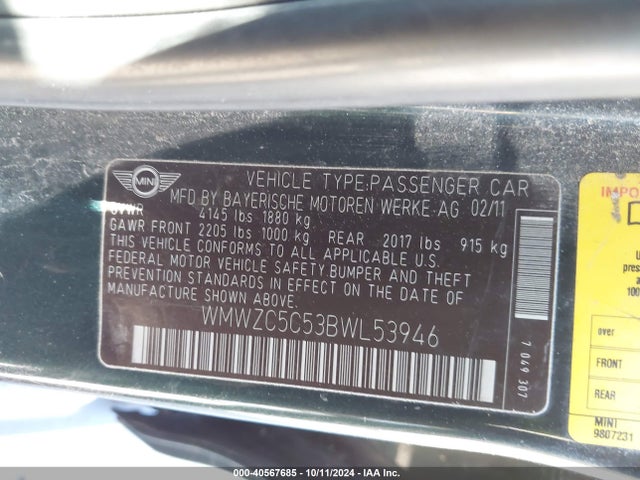 MINI
VEHICLE TYPE:PASSENGER CAR
MFD BY BAYERISCHE MOTOREN WERKE AG 02/11
GVWR 4145 lbs 1880 kg
GAWR FRONT 2205 lbs 1000 kg REAR 2017 lbs 915 kg
THIS VEHICLE CONFORMS TO ALL APPLICABLE U.S.
FEDERAL MOTOR VEHICLE SAFETY,BUMPER AND THEFT
PREVENTION STANDARDS IN EFFECT ON THE DATE OF
MANUFACTURE SHOWN ABOVE.
WMWZC5C53BWL53946
7 049 307
IMPO
over
FRONT
REAR
MINI
9807231
000-40567685 - 10/11/2024 - IAA Inc.